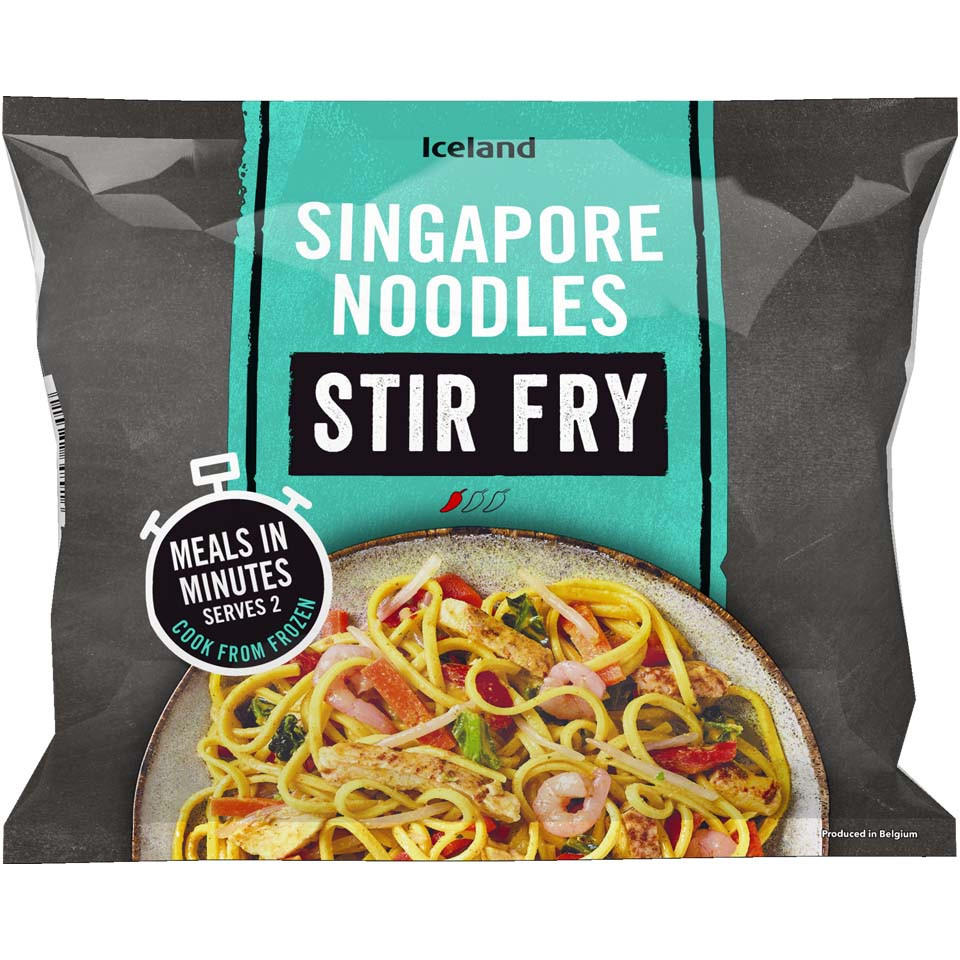 Iceland
SINGAPORE
NOODLES
STIR FRY
MEALS IN
MINUTES
SERVES 2
COOK FROM FROZEN
Produced in Belgium